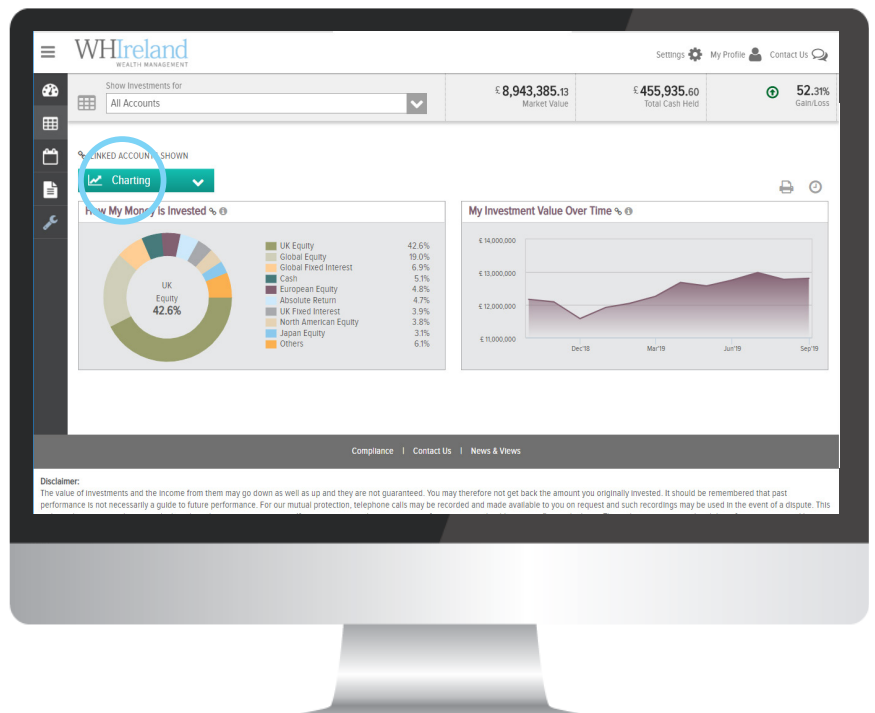 WHIreland
WEALTH MANAGEMENT
Settings My Profile Contact Us
Show Investments for
All Accounts
£ 8,943,385.13
Market Value
£ 455,935.60
Total Cash Held
52.31%
Gain/Loss
LINKED ACCOUNTS SHOWN
Charting
How My Money is Invested
UK
Equity
42.6%
UK Equity 42.6%
Global Equity 19.0%
Global Fixed Interest 6.9%
Cash 5.1%
European Equity 4.8%
Absolute Return 4.7%
UK Fixed Interest 3.9%
North American Equity 3.8%
Japan Equity 3.1%
Others 6.1%
My Investment Value Over Time
£ 14,000,000
£ 13,000,000
£ 12,000,000
£ 11,000,000
Dec'18 Mar'19 Jun'19 Sep'19
Compliance | Contact Us | News & Views
Disclaimer:
The value of investments and the income from them may go down as well as up and they are not guaranteed. You may therefore not get back the amount you originally invested. It should be remembered that past
performance is not necessarily a guide to future performance. For our mutual protection, telephone calls may be recorded and made available to you on request and such recordings may be used in the event of a dispute. This